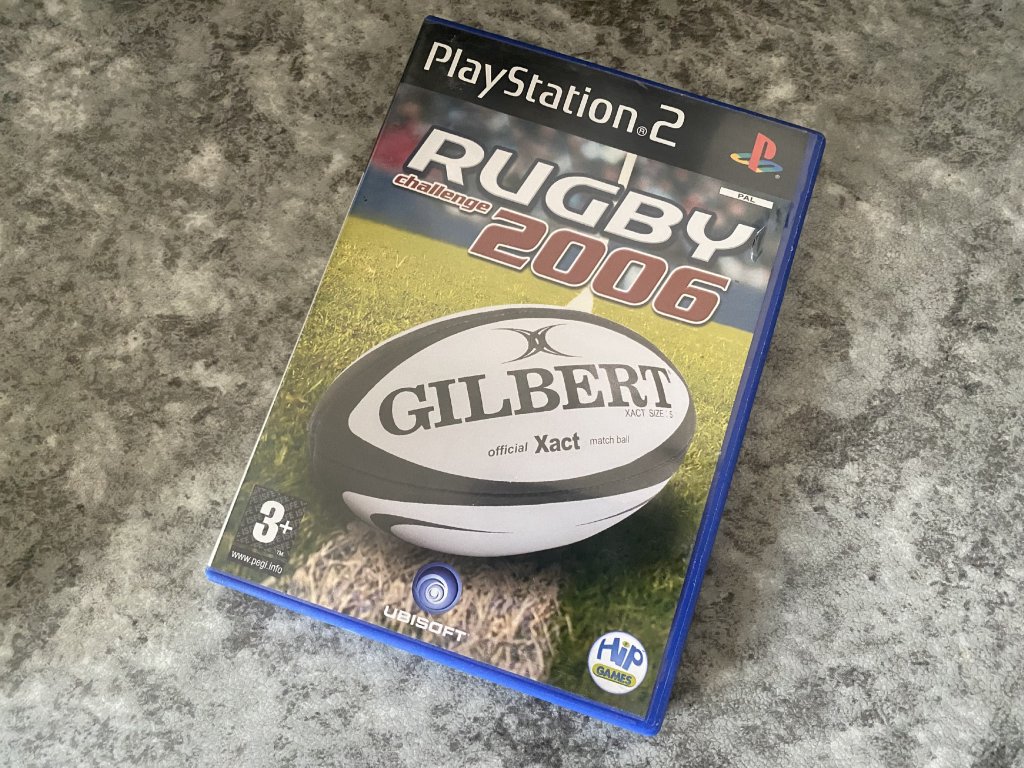 PlayStation®2
PAL
RUGBY
challenge
2006
GILBERT
XACT SIZE : 5
official Xact match ball
3+
™
www.pegi.info
UBISOFT
Hip
GAMES